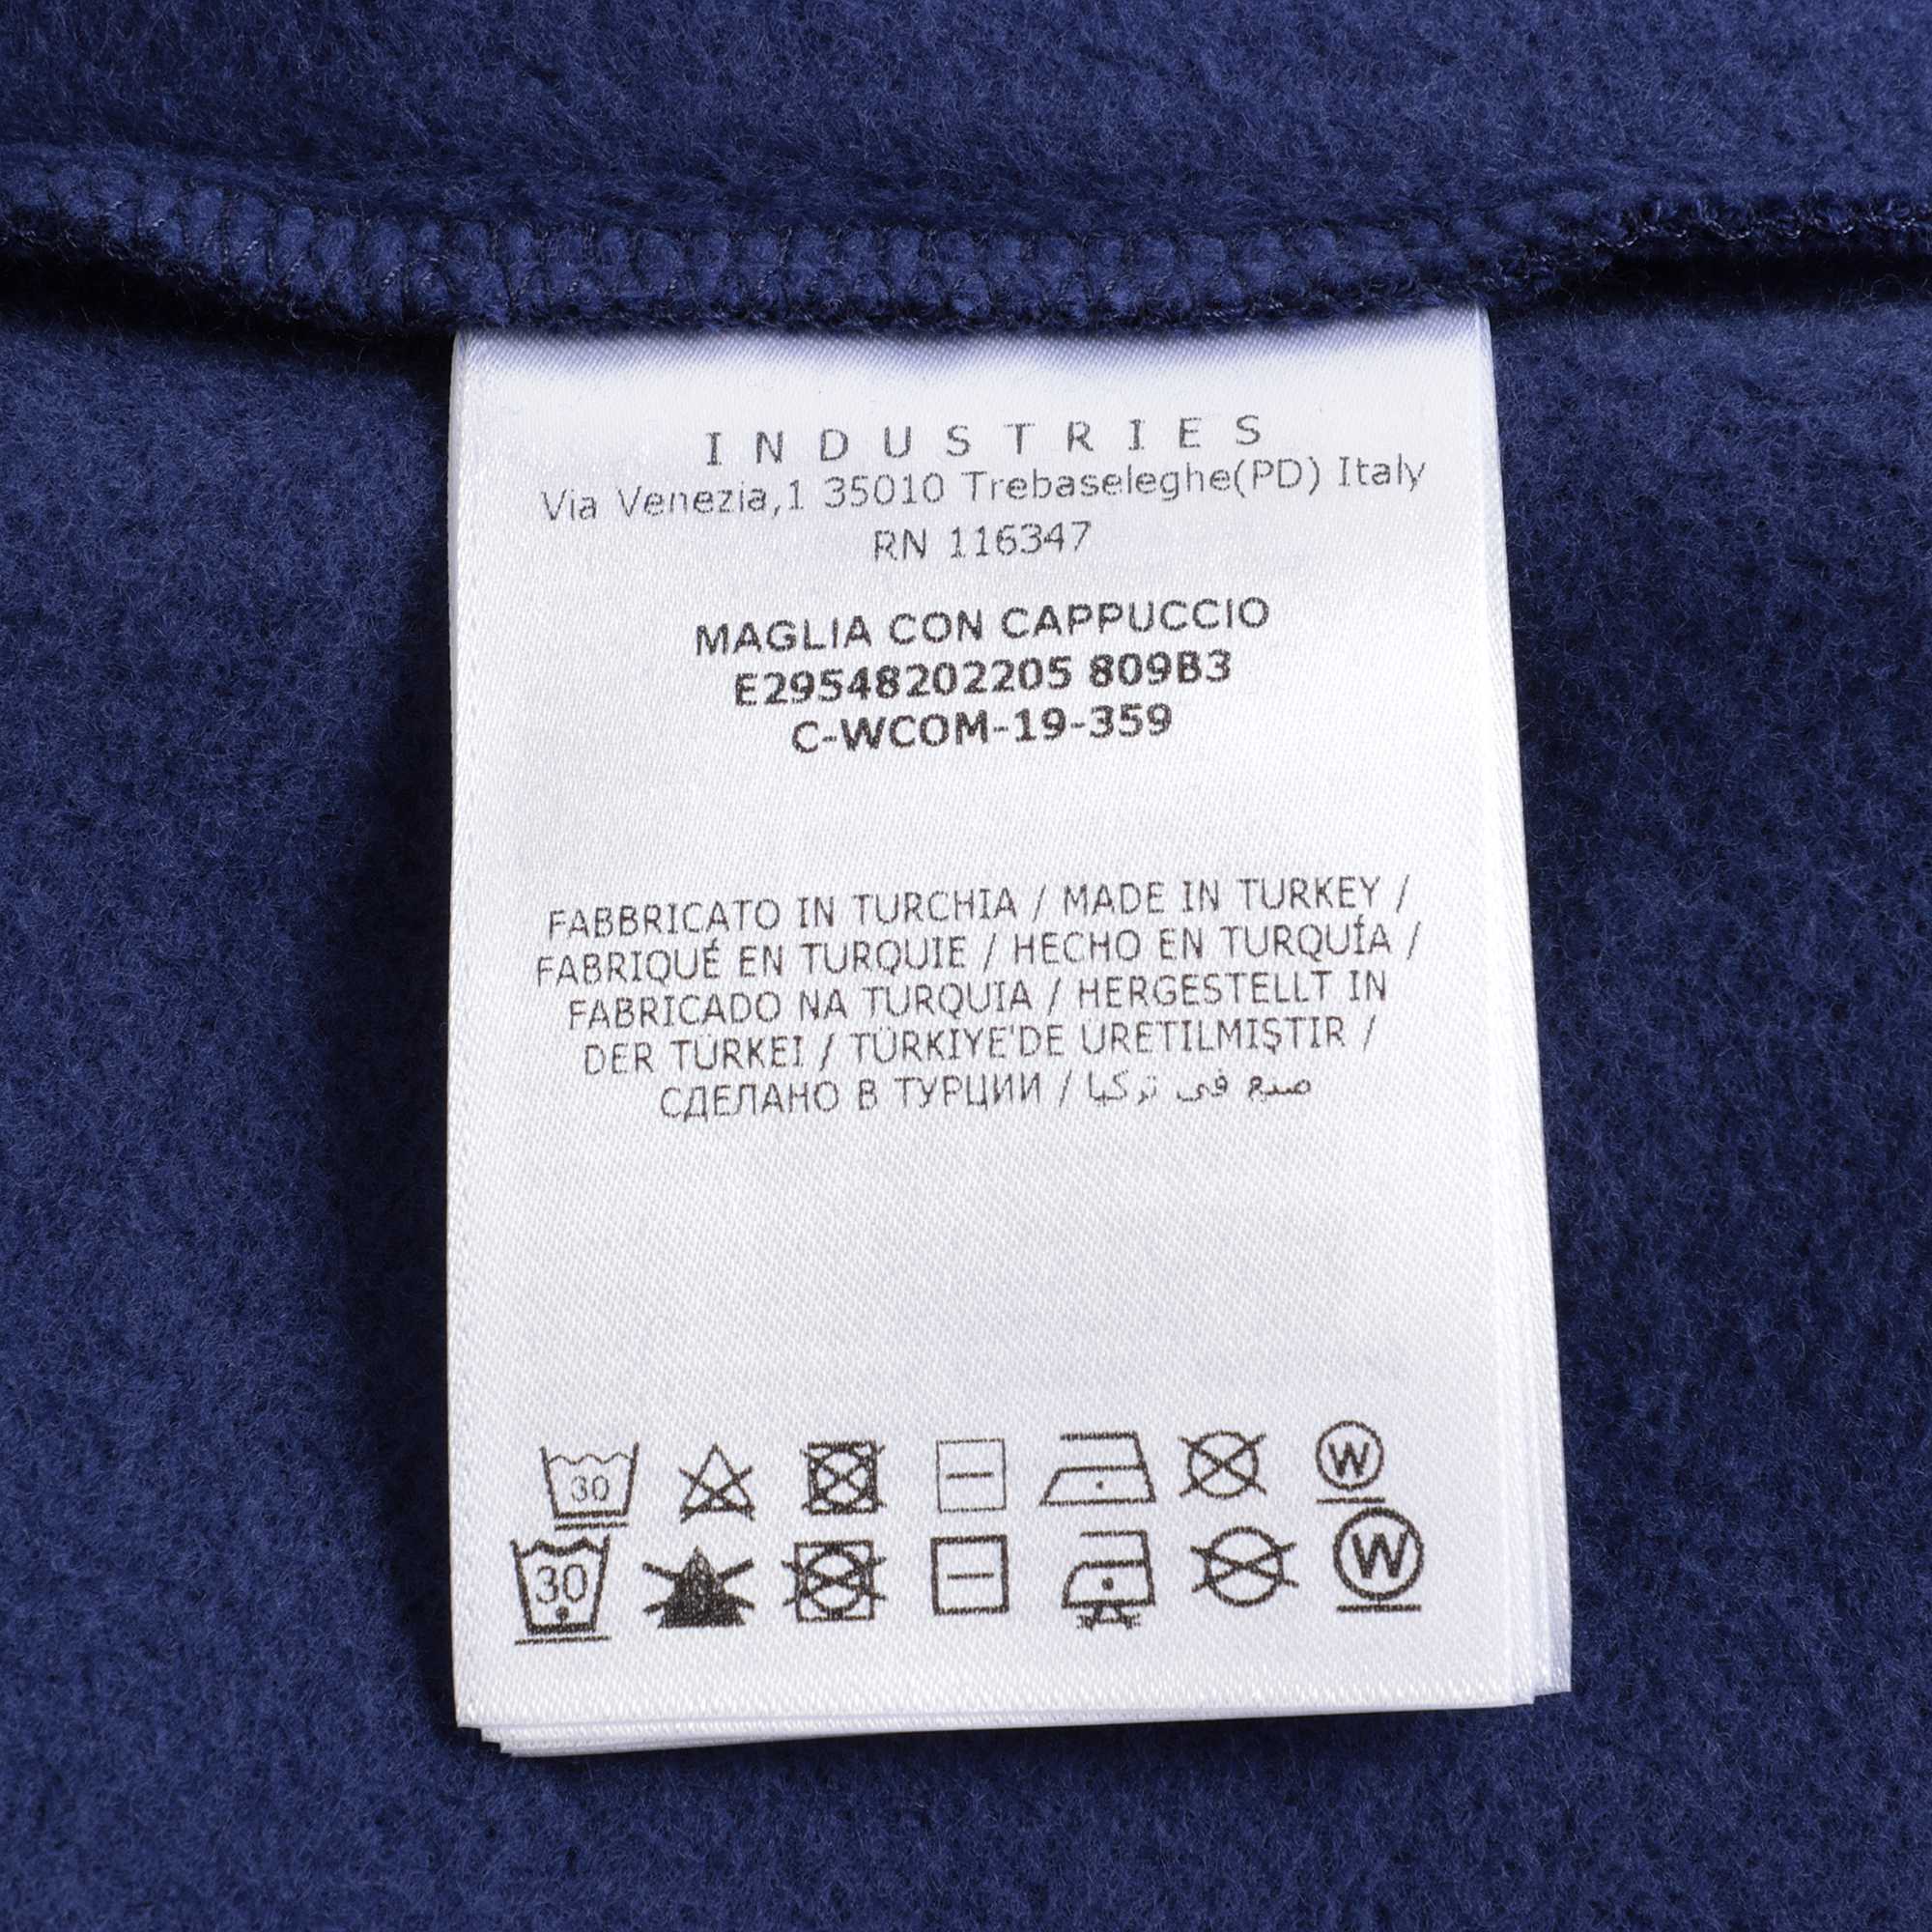 INDUSTRIES
Via Venezia,1 35010 Trebaseleghe(PD) Italy
RN 116347
MAGLIA CON CAPPUCCIO
E29548202205 809B3
C-WCOM-19-359
FABBRICATO IN TURCHIA / MADE IN TURKEY /
FABRIQUÉ EN TURQUIE / HECHO EN TURQUÍA /
FABRICADO NA TURQUIA / HERGESTELLT IN
DER TÜRKEI / TÜRKIYE'DE ÜRETILMIŞTIR /
СДЕЛАНО В ТУРЦИИ / صنع في تركيا
30 W
30 W